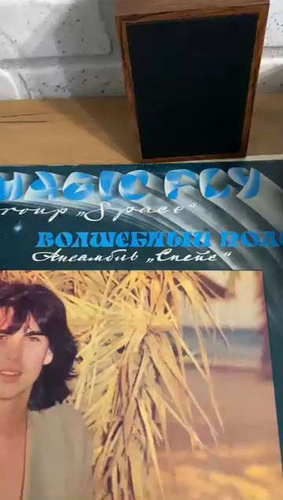 MAGIC FLY
group „Space"
ВОЛШЕБНЫЙ ПОЛ
Ансамбль „Спейс"